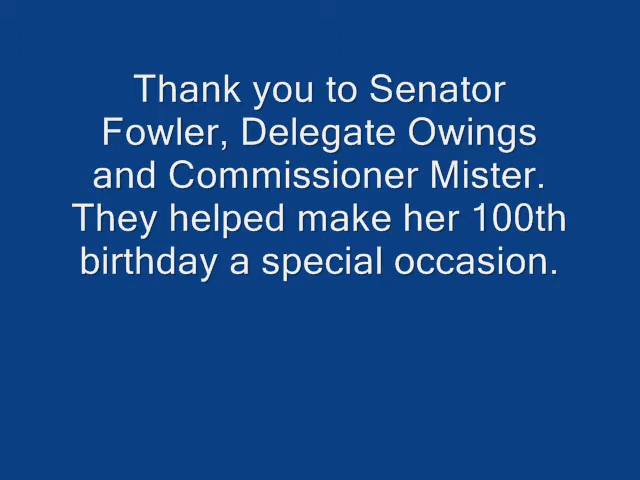 Thank you to Senator
Fowler, Delegate Owings
and Commissioner Mister.
They helped make her 100th
birthday a special occasion.